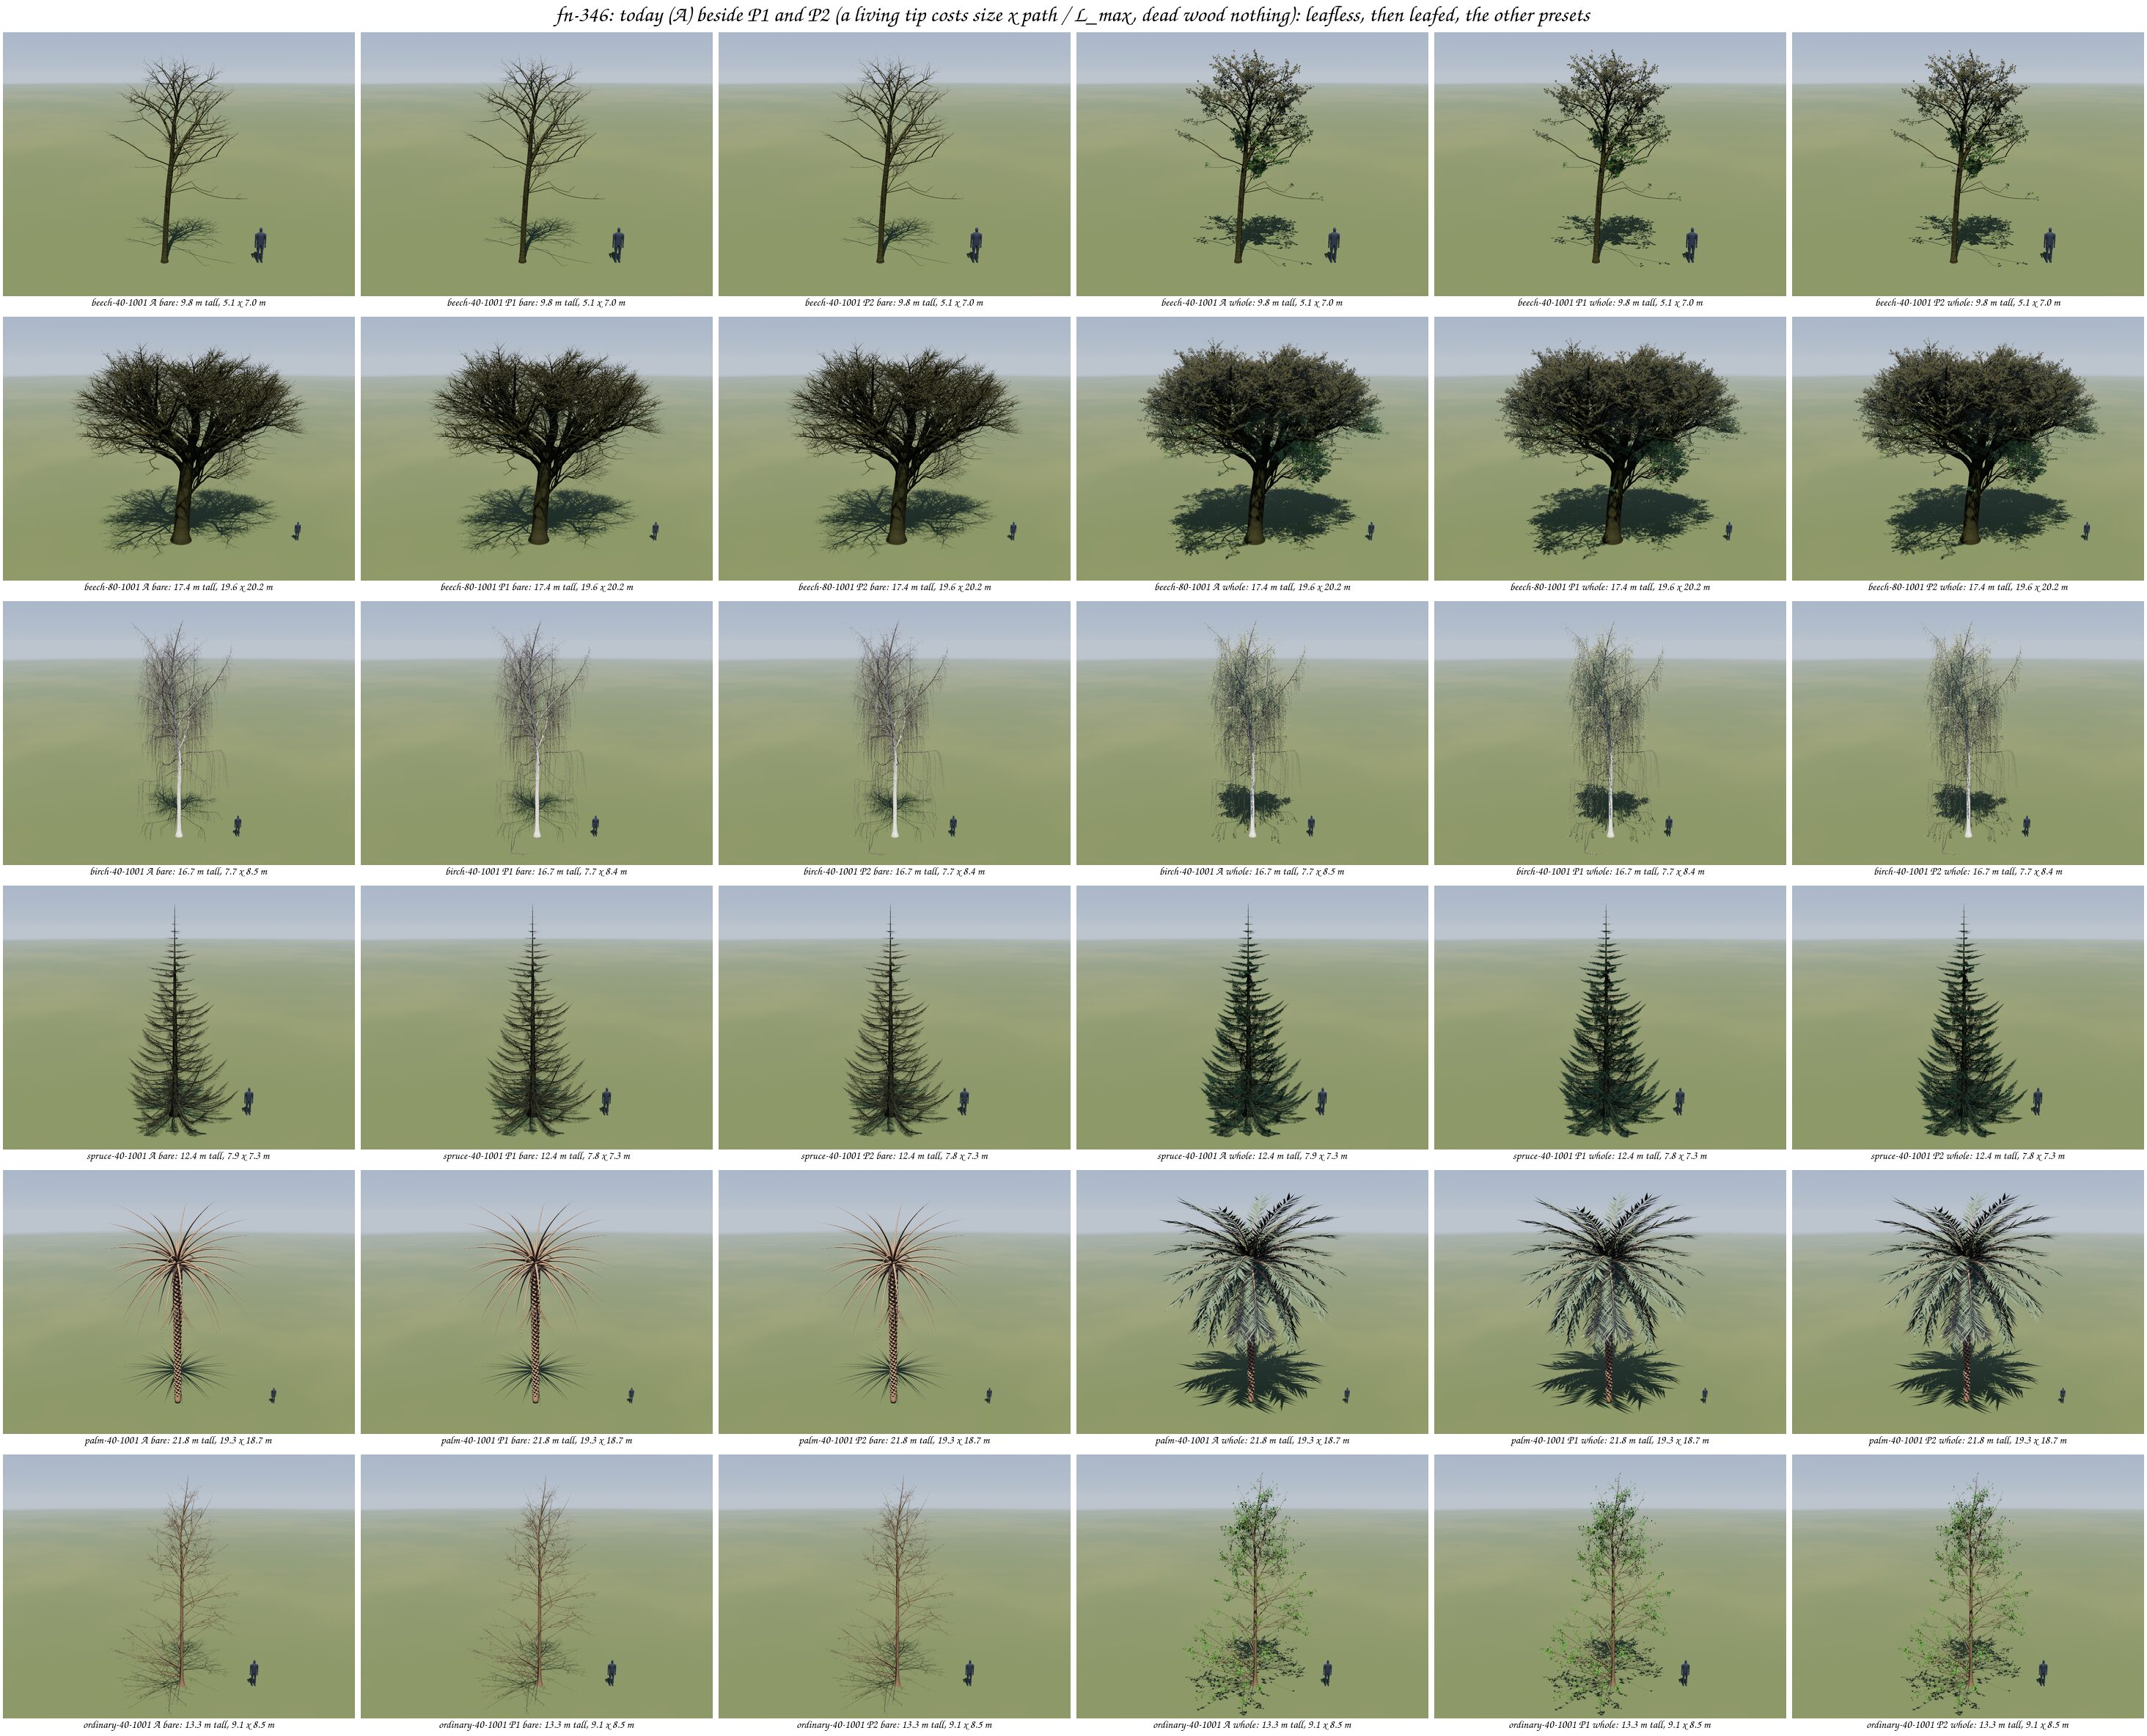 fn-346: today (A) beside P1 and P2 (a living tip costs size x path / L_max, dead wood nothing): leafless, then leafed, the other presets
beech-40-1001 A bare: 9.8 m tall, 5.1 x 7.0 m
beech-40-1001 P1 bare: 9.8 m tall, 5.1 x 7.0 m
beech-40-1001 P2 bare: 9.8 m tall, 5.1 x 7.0 m
beech-40-1001 A whole: 9.8 m tall, 5.1 x 7.0 m
beech-40-1001 P1 whole: 9.8 m tall, 5.1 x 7.0 m
beech-40-1001 P2 whole: 9.8 m tall, 5.1 x 7.0 m
beech-80-1001 A bare: 17.4 m tall, 19.6 x 20.2 m
beech-80-1001 P1 bare: 17.4 m tall, 19.6 x 20.2 m
beech-80-1001 P2 bare: 17.4 m tall, 19.6 x 20.2 m
beech-80-1001 A whole: 17.4 m tall, 19.6 x 20.2 m
beech-80-1001 P1 whole: 17.4 m tall, 19.6 x 20.2 m
beech-80-1001 P2 whole: 17.4 m tall, 19.6 x 20.2 m
birch-40-1001 A bare: 16.7 m tall, 7.7 x 8.5 m
birch-40-1001 P1 bare: 16.7 m tall, 7.7 x 8.4 m
birch-40-1001 P2 bare: 16.7 m tall, 7.7 x 8.4 m
birch-40-1001 A whole: 16.7 m tall, 7.7 x 8.5 m
birch-40-1001 P1 whole: 16.7 m tall, 7.7 x 8.4 m
birch-40-1001 P2 whole: 16.7 m tall, 7.7 x 8.4 m
spruce-40-1001 A bare: 12.4 m tall, 7.9 x 7.3 m
spruce-40-1001 P1 bare: 12.4 m tall, 7.8 x 7.3 m
spruce-40-1001 P2 bare: 12.4 m tall, 7.8 x 7.3 m
spruce-40-1001 A whole: 12.4 m tall, 7.9 x 7.3 m
spruce-40-1001 P1 whole: 12.4 m tall, 7.8 x 7.3 m
spruce-40-1001 P2 whole: 12.4 m tall, 7.8 x 7.3 m
palm-40-1001 A bare: 21.8 m tall, 19.3 x 18.7 m
palm-40-1001 P1 bare: 21.8 m tall, 19.3 x 18.7 m
palm-40-1001 P2 bare: 21.8 m tall, 19.3 x 18.7 m
palm-40-1001 A whole: 21.8 m tall, 19.3 x 18.7 m
palm-40-1001 P1 whole: 21.8 m tall, 19.3 x 18.7 m
palm-40-1001 P2 whole: 21.8 m tall, 19.3 x 18.7 m
ordinary-40-1001 A bare: 13.3 m tall, 9.1 x 8.5 m
ordinary-40-1001 P1 bare: 13.3 m tall, 9.1 x 8.5 m
ordinary-40-1001 P2 bare: 13.3 m tall, 9.1 x 8.5 m
ordinary-40-1001 A whole: 13.3 m tall, 9.1 x 8.5 m
ordinary-40-1001 P1 whole: 13.3 m tall, 9.1 x 8.5 m
ordinary-40-1001 P2 whole: 13.3 m tall, 9.1 x 8.5 m